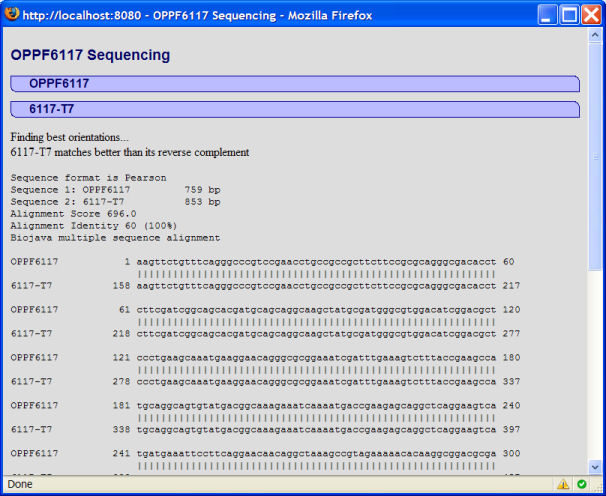 http://localhost:8080 - OPPF6117 Sequencing - Mozilla Firefox
OPPF6117 Sequencing
OPPF6117
6117-T7
Finding best orientations...
6117-T7 matches better than its reverse complement
Sequence format is Pearson
Sequence 1: OPPF6117 759 bp
Sequence 2: 6117-T7 853 bp
Alignment Score 696.0
Alignment Identity 60 (100%)
Biojava multiple sequence alignment
OPPF6117 1 aagttctgtttcagggcccgtccgaacctgccgccgcttcttccgcgcagggcgacacct 60
||||||||||||||||||||||||||||||||||||||||||||||||||||||||||||
6117-T7 158 aagttctgtttcagggcccgtccgaacctgccgccgcttcttccgcgcagggcgacacct 217
OPPF6117 61 cttcgatcggcagcacgatgcagcaggcaagctatgcgatgggcgtggacatcggacgct 120
||||||||||||||||||||||||||||||||||||||||||||||||||||||||||||
6117-T7 218 cttcgatcggcagcacgatgcagcaggcaagctatgcgatgggcgtggacatcggacgct 277
OPPF6117 121 ccctgaagcaaatgaaggaacagggcgcggaaatcgatttgaaagtctttaccgaagcca 180
||||||||||||||||||||||||||||||||||||||||||||||||||||||||||||
6117-T7 278 ccctgaagcaaatgaaggaacagggcgcggaaatcgatttgaaagtctttaccgaagcca 337
OPPF6117 181 tgcaggcagtgtatgacggcaaagaaatcaaaatgaccgaagagcaggctcaggaagtca 240
||||||||||||||||||||||||||||||||||||||||||||||||||||||||||||
6117-T7 338 tgcaggcagtgtatgacggcaaagaaatcaaaatgaccgaagagcaggctcaggaagtca 397
OPPF6117 241 tgatgaaattccttcaggaacaacaggctaaagccgtagaaaaacacaaggcggacgcga 300
||||||||||||||||||||||||||||||||||||||||||||||||||||||||||||
Done